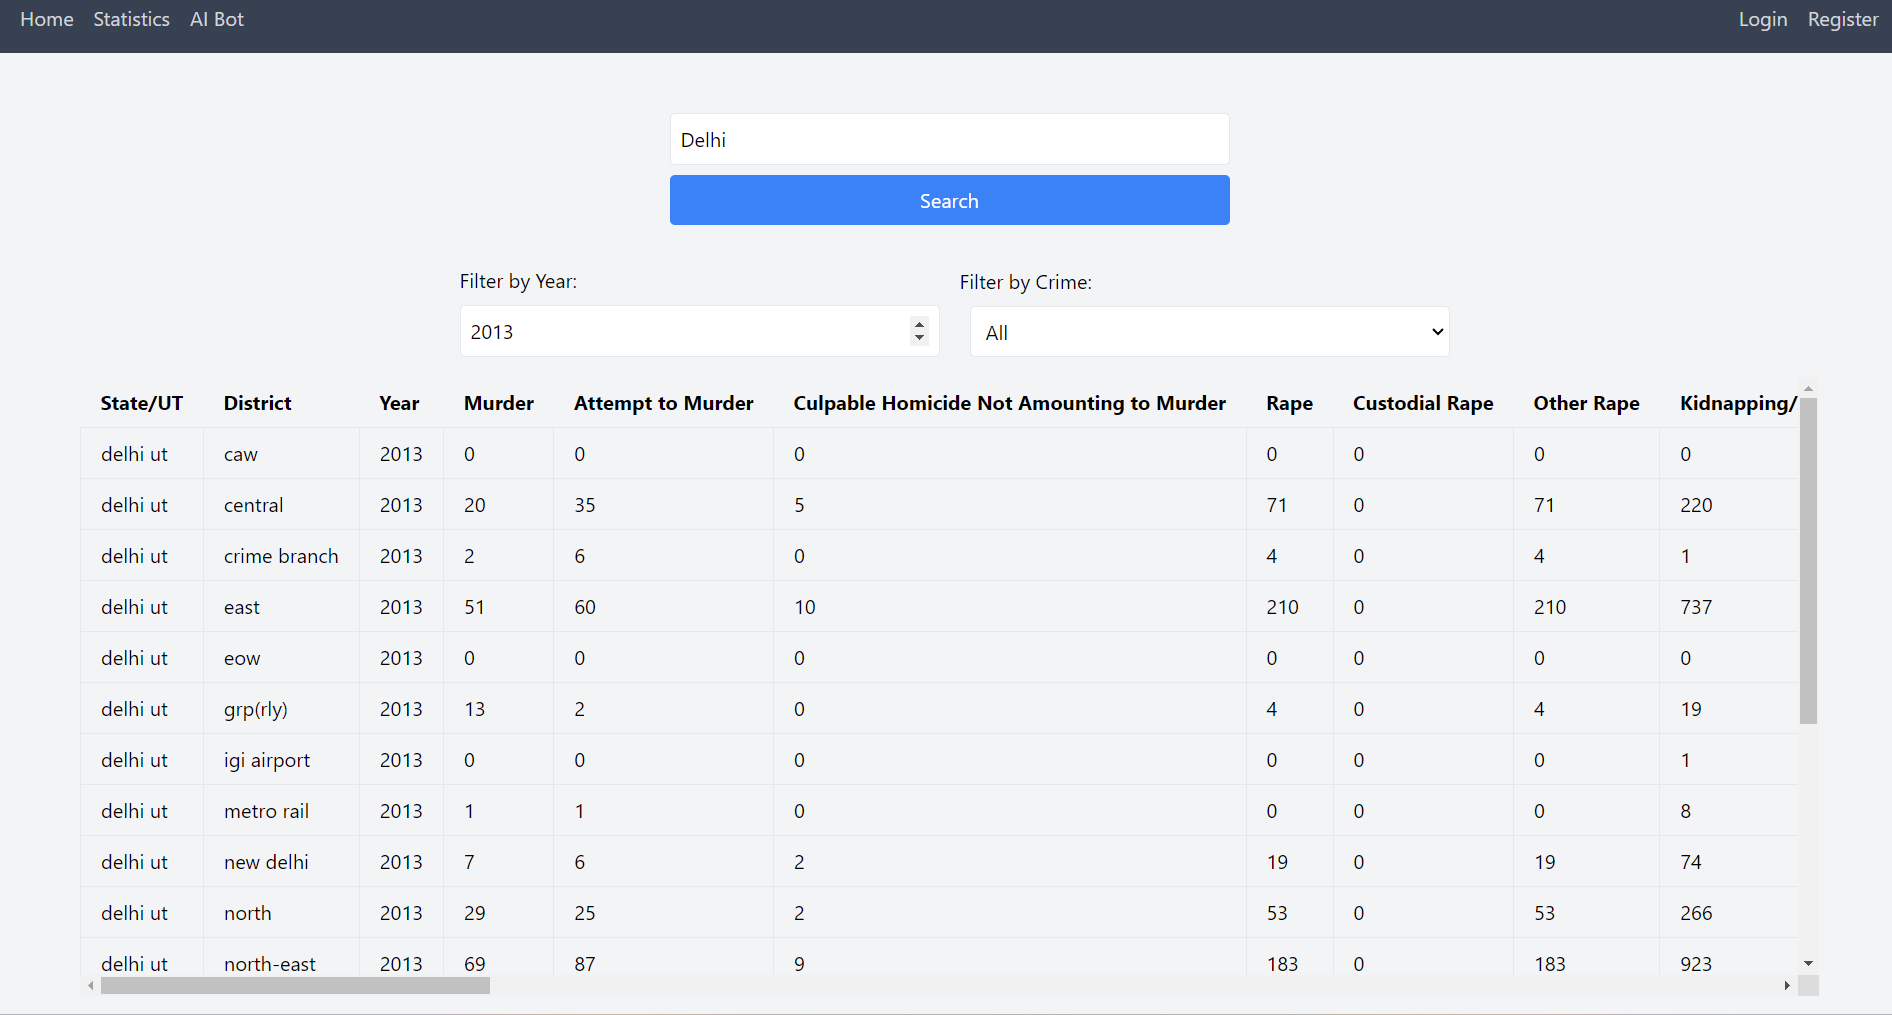 Home Statistics AI Bot Login Register
Delhi
Search
Filter by Year: Filter by Crime:
2013 All
State/UT District Year Murder Attempt to Murder Culpable Homicide Not Amounting to Murder Rape Custodial Rape Other Rape Kidnapping/
delhi ut caw 2013 0 0 0 0 0 0 0
delhi ut central 2013 20 35 5 71 0 71 220
delhi ut crime branch 2013 2 6 0 4 0 4 1
delhi ut east 2013 51 60 10 210 0 210 737
delhi ut eow 2013 0 0 0 0 0 0 0
delhi ut grp(rly) 2013 13 2 0 4 0 4 19
delhi ut igi airport 2013 0 0 0 0 0 0 1
delhi ut metro rail 2013 1 1 0 0 0 0 8
delhi ut new delhi 2013 7 6 2 19 0 19 74
delhi ut north 2013 29 25 2 53 0 53 266
delhi ut north-east 2013 69 87 9 183 0 183 923